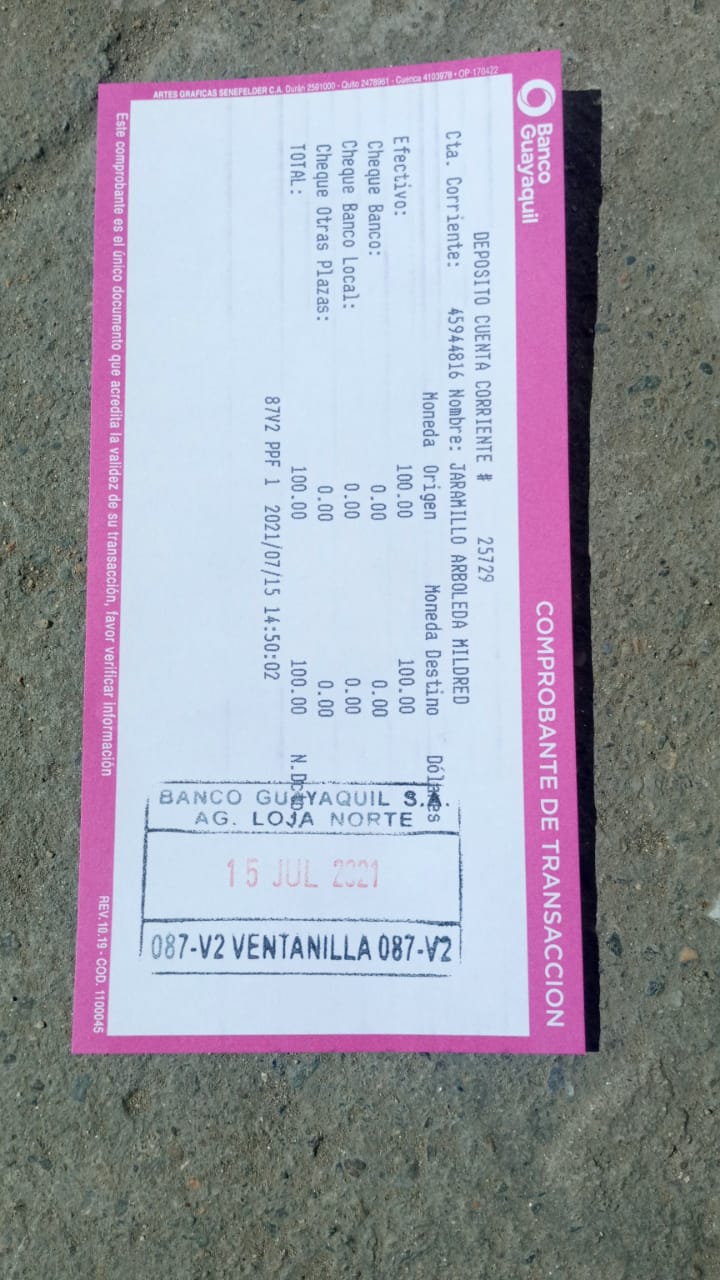 ARTES GRAFICAS SENEFELDER C.A. Durán 2591000 - Quito 2478961 - Cuenca 4103978 • OP-170422
Banco
Guayaquil
COMPROBANTE DE TRANSACCION
DEPOSITO CUENTA CORRIENTE # 25729
Cta. Corriente: 45944816 Nombre: JARAMILLO ARBOLEDA MILDRED
Moneda Origen Moneda Destino Dólares
Efectivo: 100.00 100.00
Cheque Banco: 0.00 0.00
Cheque Banco Local: 0.00 0.00
Cheque Otras Plazas: 0.00 0.00
TOTAL: 100.00 100.00
87V2 PPF 1 2021/07/15 14:50:02
BANCO GUAYAQUIL S.A.
AG. LOJA NORTE
15 JUL 2021
087-V2 VENTANILLA 087-V2
Este comprobante es el único documento que acredita la validez de su transacción, favor verificar información
REV.10.19 - COD. 1100045